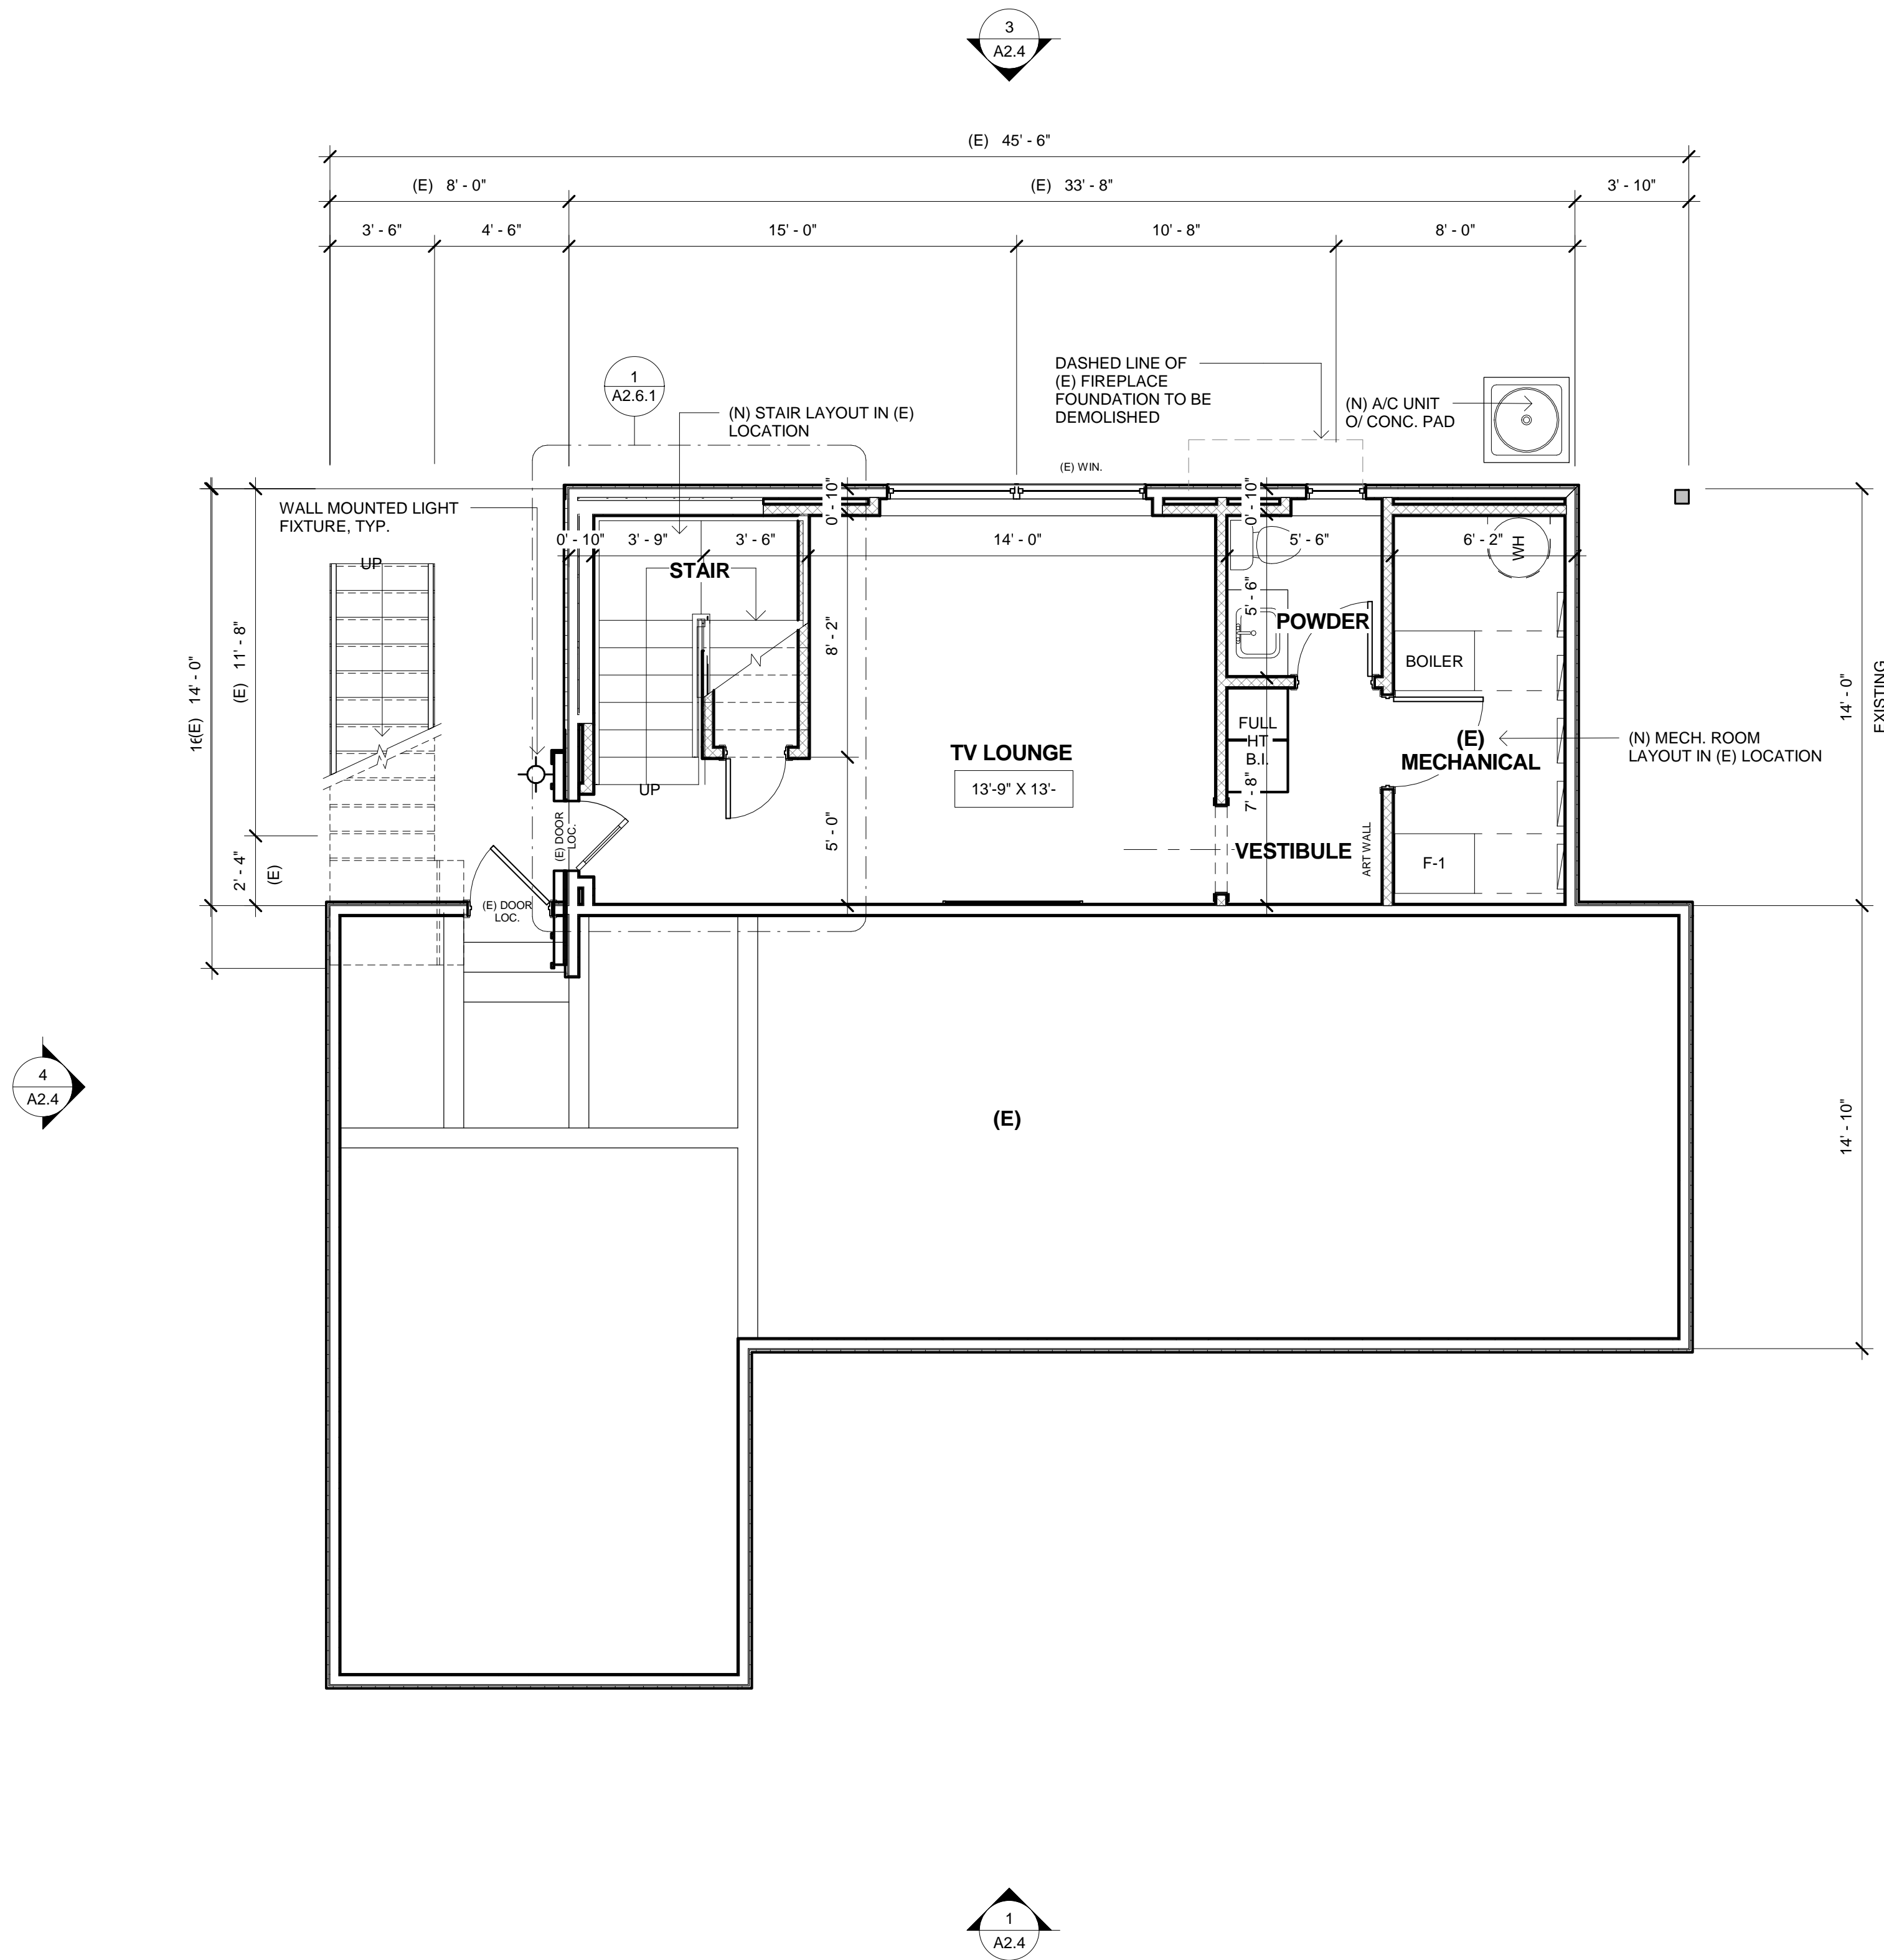 3
A2.4
(E) 45' - 6"
(E) 8' - 0"
(E) 33' - 8"
3' - 10"
3' - 6"
4' - 6"
15' - 0"
10' - 8"
8' - 0"
1
A2.6.1
(N) STAIR LAYOUT IN (E)
LOCATION
DASHED LINE OF
(E) FIREPLACE
FOUNDATION TO BE
DEMOLISHED
(N) A/C UNIT
O/ CONC. PAD
(E) WIN.
WALL MOUNTED LIGHT
FIXTURE, TYP.
0' - 10"
0' - 10"
0' - 10"
3' - 9"
3' - 6"
14' - 0"
5' - 6"
6' - 2"
UP
STAIR
WH
5' - 6"
POWDER
8' - 2"
BOILER
(E) 11' - 8"
(E) 14' - 0"
14' - 0"
EXISTING
FULL
HT
B.I.
TV LOUNGE
13'-9" X 13'-
(E)
MECHANICAL
(N) MECH. ROOM
LAYOUT IN (E) LOCATION
UP
7' - 8"
5' - 0"
(E) DOOR
LOC.
VESTIBULE
ART WALL
F-1
2' - 4"
(E)
(E) DOOR
LOC.
4
A2.4
(E)
14' - 10"
1
A2.4